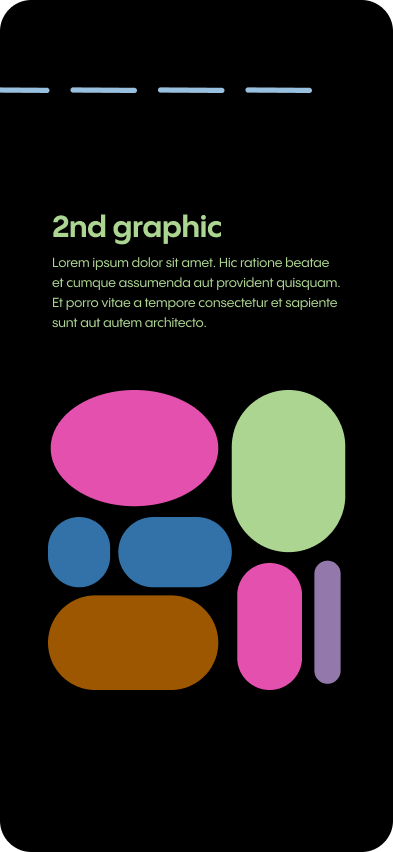 2nd graphic
Lorem ipsum dolor sit amet. Hic ratione beatae
et cumque assumenda aut provident quisquam.
Et porro vitae a tempore consectetur et sapiente
sunt aut autem architecto.